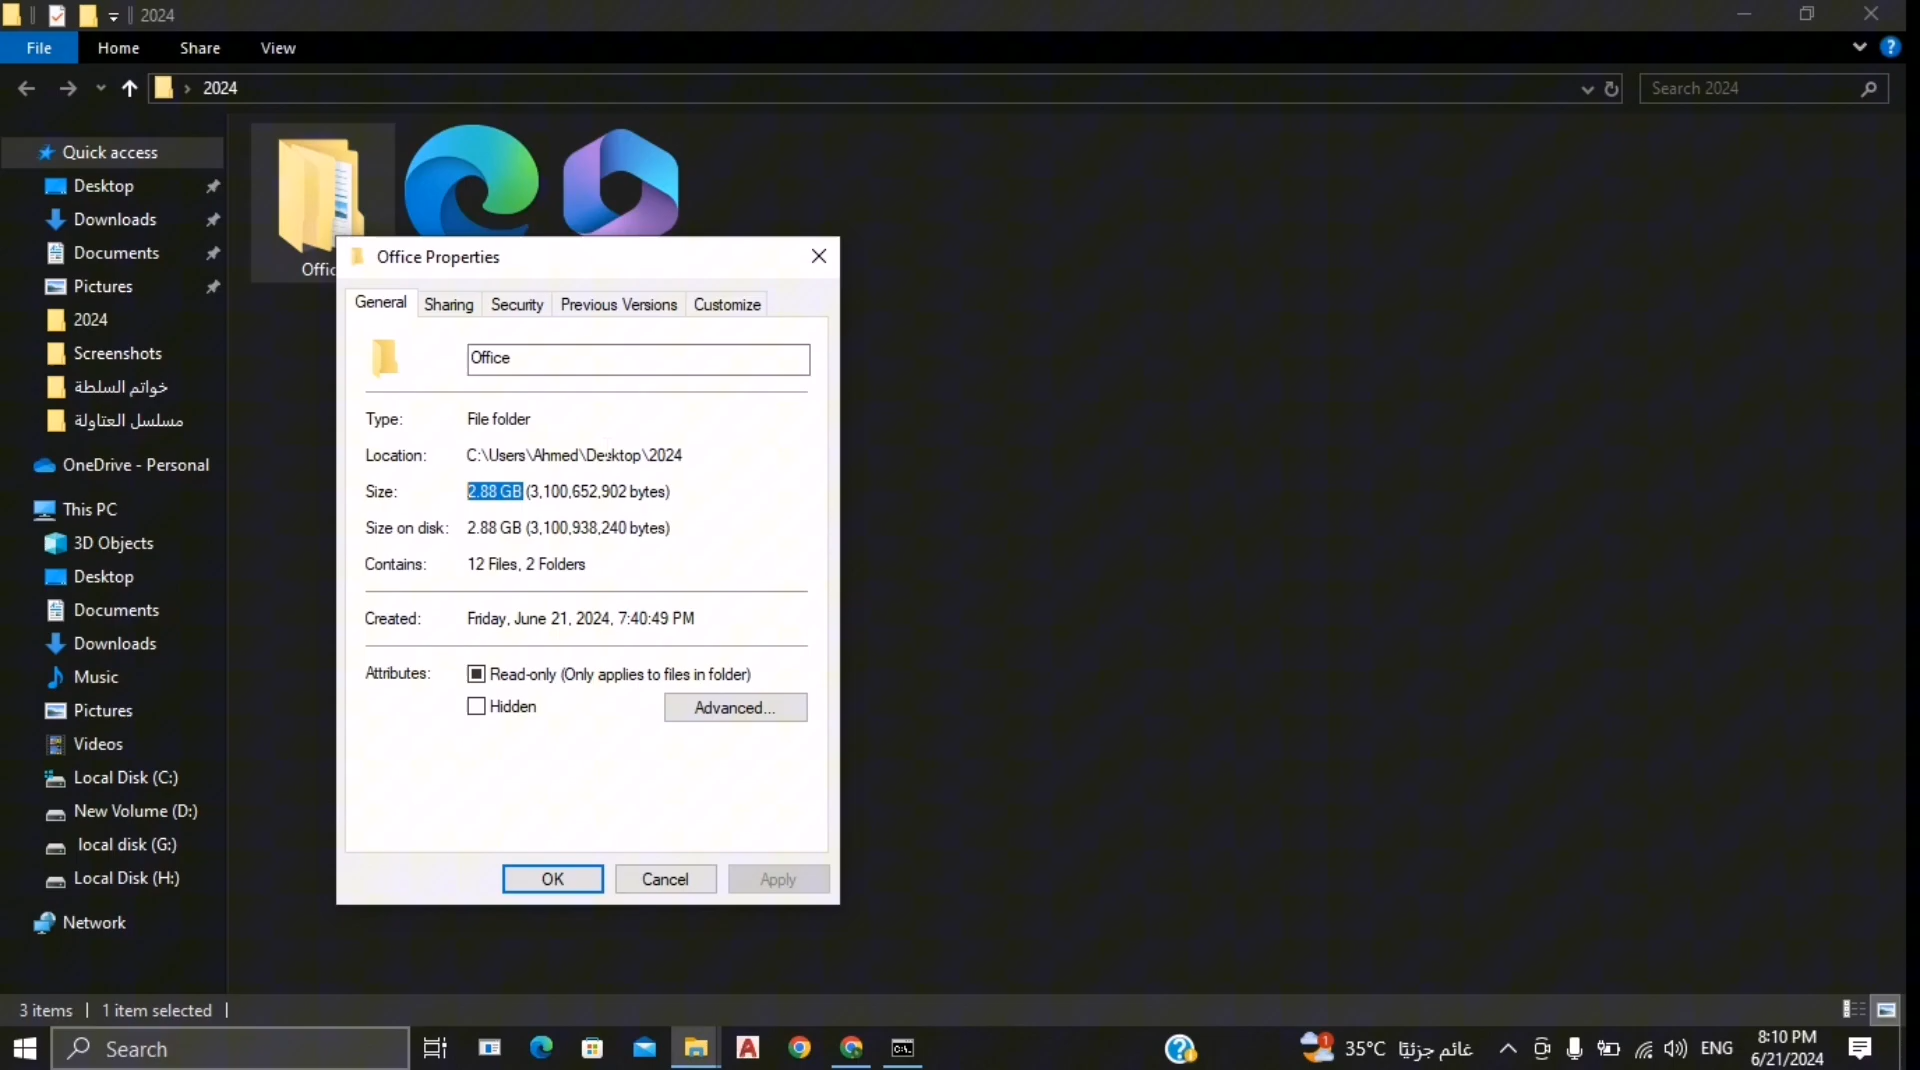 2024
File Home Share View
2024
Search 2024
Quick access
Desktop
Downloads
Documents
Pictures
2024
Screenshots
خواتم السلطة
مسلسل العتاولة
OneDrive - Personal
This PC
3D Objects
Desktop
Documents
Downloads
Music
Pictures
Videos
Local Disk (C:)
New Volume (D:)
local disk (G:)
Local Disk (H:)
Network
Offic
Office Properties
General Sharing Security Previous Versions Customize
Office
Type: File folder
Location: C:\Users\Ahmed\Desktop\2024
Size: 2.88 GB (3,100,652,902 bytes)
Size on disk: 2.88 GB (3,100,938,240 bytes)
Contains: 12 Files, 2 Folders
Created: Friday, June 21, 2024, 7:40:49 PM
Attributes: Read-only (Only applies to files in folder)
Hidden Advanced...
OK Cancel Apply
3 items 1 item selected
Search
1
35°C غائم جزئيًا
ENG
8:10 PM
6/21/2024